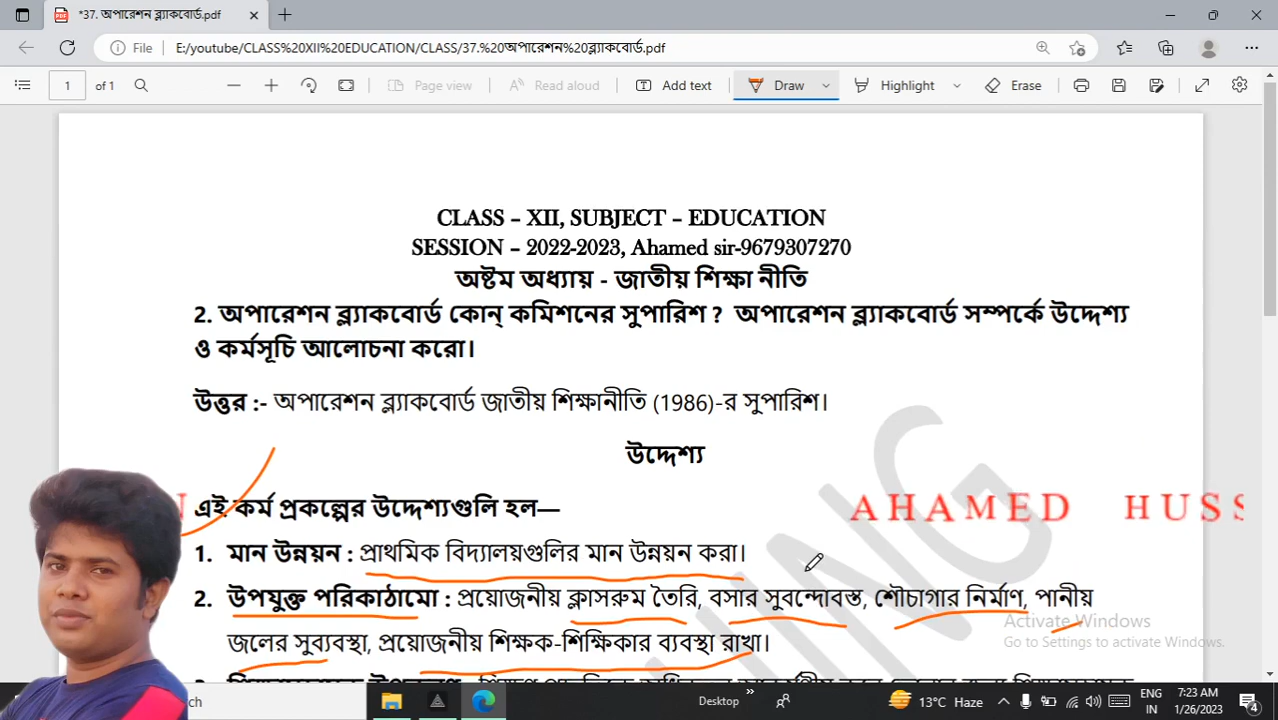 *37. অপারেশন ব্ল্যাকবোর্ড.pdf
File E:/youtube/CLASS%20XII%20EDUCATION/CLASS/37.%20অপারেশন%20ব্ল্যাকবোর্ড.pdf
1 of 1 Page view Read aloud Add text Draw Highlight Erase
CLASS – XII, SUBJECT – EDUCATION
SESSION – 2022-2023, Ahamed sir-9679307270
অষ্টম অধ্যায় - জাতীয় শিক্ষা নীতি
2. অপারেশন ব্ল্যাকবোর্ড কোন্ কমিশনের সুপারিশ ? অপারেশন ব্ল্যাকবোর্ড সম্পর্কে উদ্দেশ্য
ও কর্মসূচি আলোচনা করো।
উত্তর :- অপারেশন ব্ল্যাকবোর্ড জাতীয় শিক্ষানীতি (1986)-র সুপারিশ।
উদ্দেশ্য
এই কর্ম প্রকল্পের উদ্দেশ্যগুলি হল—
AHAMED HUSS
1. মান উন্নয়ন : প্রাথমিক বিদ্যালয়গুলির মান উন্নয়ন করা।
2. উপযুক্ত পরিকাঠামো : প্রয়োজনীয় ক্লাসরুম তৈরি, বসার সুবন্দোবস্ত, শৌচাগার নির্মাণ, পানীয়
জলের সুব্যবস্থা, প্রয়োজনীয় শিক্ষক-শিক্ষিকার ব্যবস্থা রাখা।
Activate Windows
Go to Settings to activate Windows.
Desktop 13°C Haze ENG IN 7:23 AM 1/26/2023 4